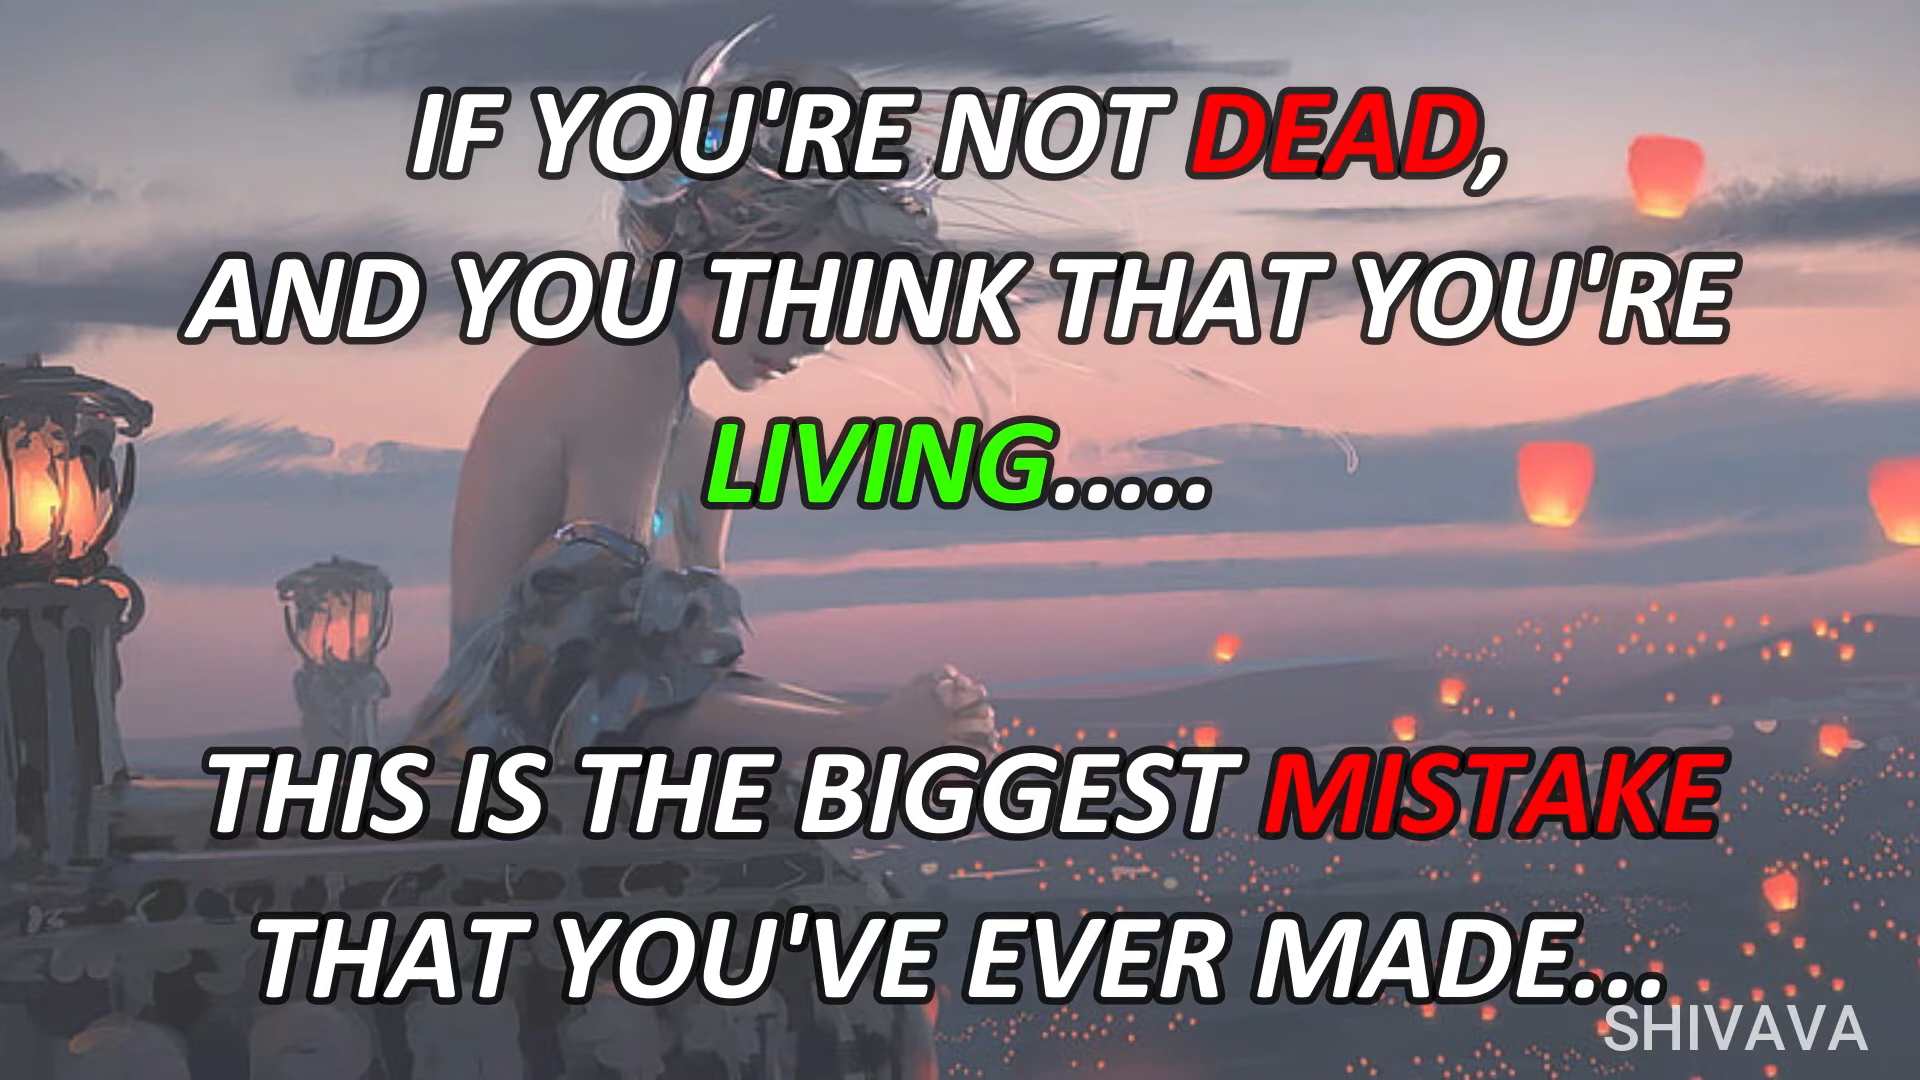 IF YOU'RE NOT DEAD,
AND YOU THINK THAT YOU'RE
LIVING.....
THIS IS THE BIGGEST MISTAKE
THAT YOU'VE EVER MADE...
SHIVAVA